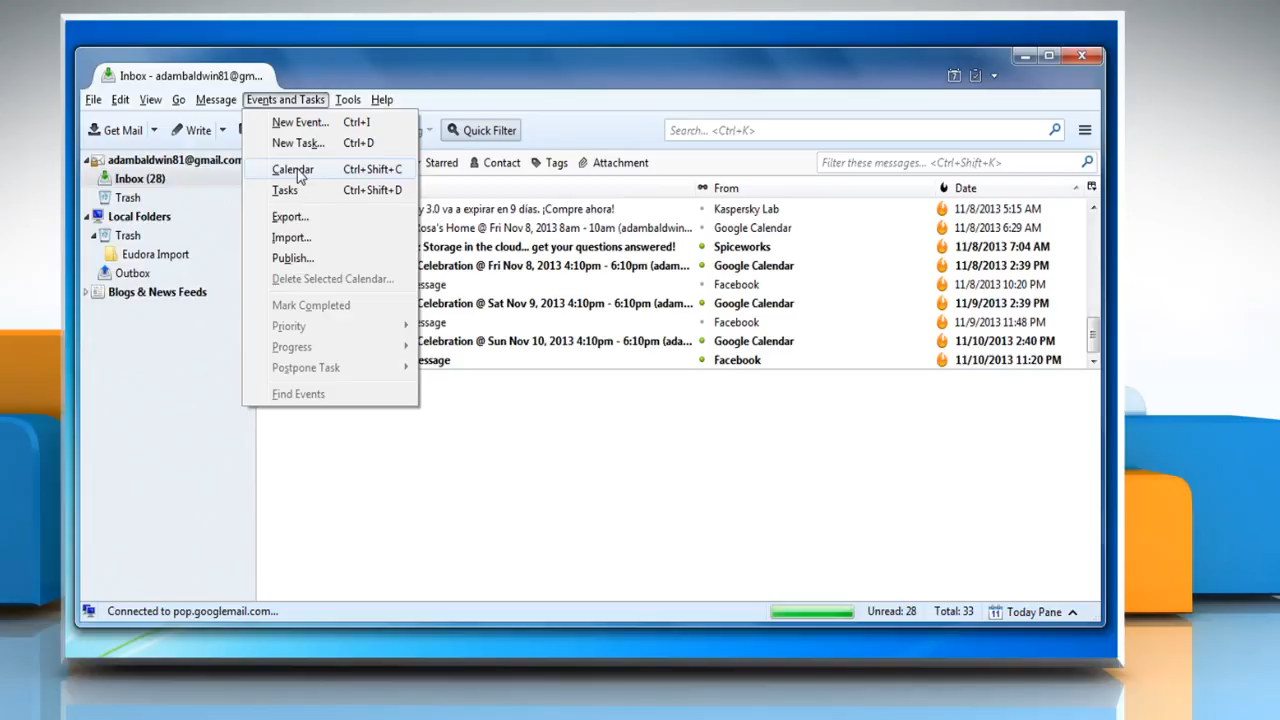 Inbox - adambaldwin81@gm...
File Edit View Go Message Events and Tasks Tools Help
Get Mail Write Quick Filter Search... <Ctrl+K>
Starred Contact Tags Attachment Filter these messages... <Ctrl+Shift+K>
adambaldwin81@gmail.com
Inbox (28)
Trash
Local Folders
Trash
Eudora Import
Outbox
Blogs & News Feeds
New Event... Ctrl+I
New Task... Ctrl+D
Calendar Ctrl+Shift+C
Tasks Ctrl+Shift+D
Export...
Import...
Publish...
Delete Selected Calendar...
Mark Completed
Priority
Progress
Postpone Task
Find Events
From Date
y 3.0 va a expirar en 9 días. ¡Compre ahora! Kaspersky Lab 11/8/2013 5:15 AM
losa's Home @ Fri Nov 8, 2013 8am - 10am (adambaldwin... Google Calendar 11/8/2013 6:29 AM
: Storage in the cloud... get your questions answered! Spiceworks 11/8/2013 7:04 AM
Celebration @ Fri Nov 8, 2013 4:10pm - 6:10pm (adam... Google Calendar 11/8/2013 2:39 PM
essage Facebook 11/8/2013 10:20 PM
Celebration @ Sat Nov 9, 2013 4:10pm - 6:10pm (adam... Google Calendar 11/9/2013 2:39 PM
essage Facebook 11/9/2013 11:48 PM
Celebration @ Sun Nov 10, 2013 4:10pm - 6:10pm (ada... Google Calendar 11/10/2013 2:40 PM
essage Facebook 11/10/2013 11:20 PM
Connected to pop.googlemail.com... Unread: 28 Total: 33 11 Today Pane